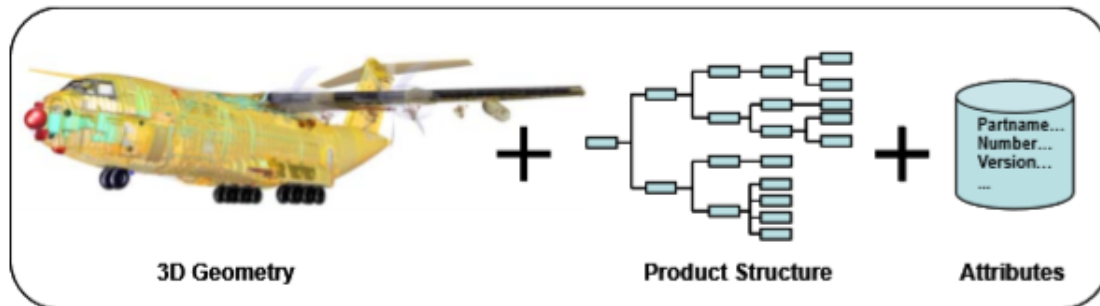 Partname...
Number...
Version...
...
3D Geometry
Product Structure
Attributes